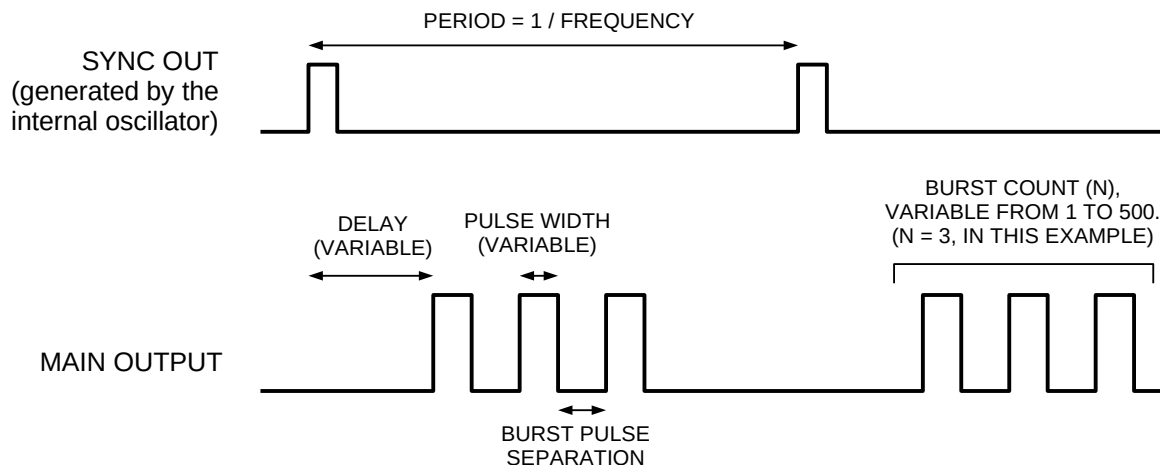 PERIOD = 1 / FREQUENCY
SYNC OUT
(generated by the
internal oscillator)
BURST COUNT (N),
VARIABLE FROM 1 TO 500.
(N = 3, IN THIS EXAMPLE)
DELAY
(VARIABLE)
PULSE WIDTH
(VARIABLE)
MAIN OUTPUT
BURST PULSE
SEPARATION